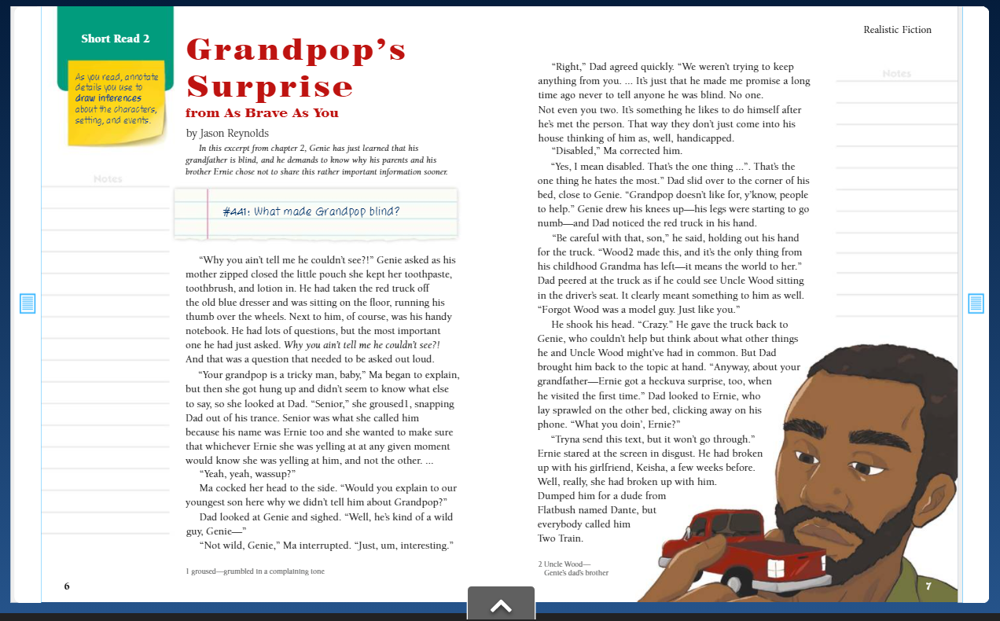 Short Read 2
As you read, annotate
details you use to
draw inferences
about the characters,
setting, and events.
Notes
Grandpop's
Surprise
from As Brave As You
by Jason Reynolds
In this excerpt from chapter 2, Genie has just learned that his
grandfather is blind, and he demands to know why his parents and his
brother Ernie chose not to share this rather important information sooner.
#441: What made Grandpop blind?
“Why you ain't tell me he couldn't see?!” Genie asked as his
mother zipped closed the little pouch she kept her toothpaste,
toothbrush, and lotion in. He had taken the red truck off
the old blue dresser and was sitting on the floor, running his
thumb over the wheels. Next to him, of course, was his handy
notebook. He had lots of questions, but the most important
one he had just asked. Why you ain't tell me he couldn't see?!
And that was a question that needed to be asked out loud.
“Your grandpop is a tricky man, baby,” Ma began to explain,
but then she got hung up and didn't seem to know what else
to say, so she looked at Dad. “Senior,” she groused1, snapping
Dad out of his trance. Senior was what she called him
because his name was Ernie too and she wanted to make sure
that whichever Ernie she was yelling at at any given moment
would know she was yelling at him, and not the other. ...
“Yeah, yeah, wassup?”
Ma cocked her head to the side. “Would you explain to our
youngest son here why we didn't tell him about Grandpop?”
Dad looked at Genie and sighed. “Well, he's kind of a wild
guy, Genie—”
“Not wild, Genie,” Ma interrupted. “Just, um, interesting.”
1 groused—grumbled in a complaining tone
6
Realistic Fiction
Notes
“Right,” Dad agreed quickly. “We weren't trying to keep
anything from you. ... It's just that he made me promise a long
time ago never to tell anyone he was blind. No one.
Not even you two. It's something he likes to do himself after
he's met the person. That way they don't just come into his
house thinking of him as, well, handicapped.
“Disabled,” Ma corrected him.
“Yes, I mean disabled. That's the one thing ...”. That's the
one thing he hates the most.” Dad slid over to the corner of his
bed, close to Genie. “Grandpop doesn't like for, y'know, people
to help.” Genie drew his knees up—his legs were starting to go
numb—and Dad noticed the red truck in his hand.
“Be careful with that, son,” he said, holding out his hand
for the truck. “Wood2 made this, and it's the only thing from
his childhood Grandma has left—it means the world to her.”
Dad peered at the truck as if he could see Uncle Wood sitting
in the driver's seat. It clearly meant something to him as well.
“Forgot Wood was a model guy. Just like you.”
He shook his head. “Crazy.” He gave the truck back to
Genie, who couldn't help but think about what other things
he and Uncle Wood might've had in common. But Dad
brought him back to the topic at hand. “Anyway, about your
grandfather—Ernie got a heckuva surprise, too, when
he visited the first time.” Dad looked to Ernie, who
lay sprawled on the other bed, clicking away on his
phone. “What you doin', Ernie?”
“Tryna send this text, but it won't go through.”
Ernie stared at the screen in disgust. He had broken
up with his girlfriend, Keisha, a few weeks before.
Well, really, she had broken up with him.
Dumped him for a dude from
Flatbush named Dante, but
everybody called him
Two Train.
2 Uncle Wood—
Genie's dad's brother
7